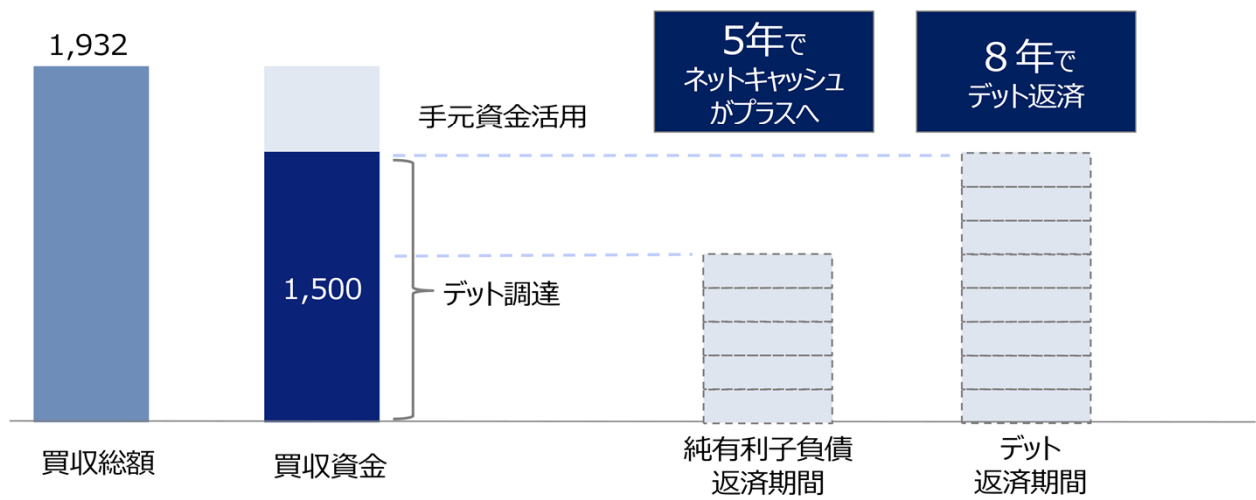 1,932
5年で
ネットキャッシュ
がプラスへ
8年で
デット返済
手元資金活用
1,500
デット調達
買収総額
買収資金
純有利子負債
返済期間
デット
返済期間